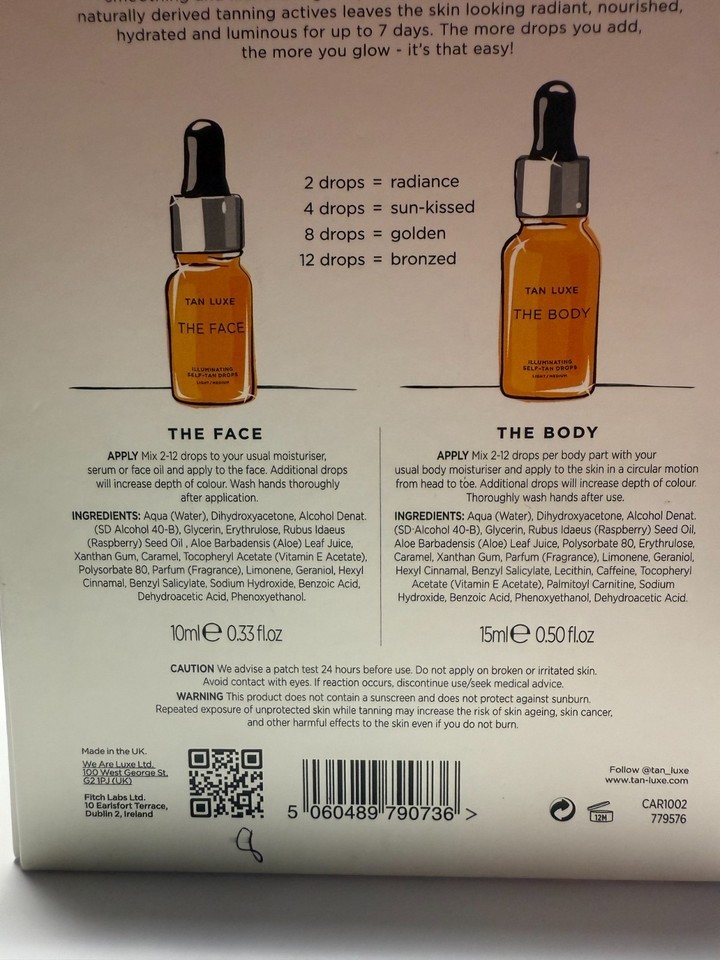 naturally derived tanning actives leaves the skin looking radiant, nourished,
hydrated and luminous for up to 7 days. The more drops you add,
the more you glow - it's that easy!
2 drops = radiance
4 drops = sun-kissed
8 drops = golden
12 drops = bronzed
TAN LUXE
THE FACE
ILLUMINATING
SELF-TAN DROPS
LIGHT / MEDIUM
TAN LUXE
THE BODY
ILLUMINATING
SELF-TAN DROPS
LIGHT / MEDIUM
THE FACE
APPLY Mix 2-12 drops to your usual moisturiser,
serum or face oil and apply to the face. Additional drops
will increase depth of colour. Wash hands thoroughly
after application.
INGREDIENTS: Aqua (Water), Dihydroxyacetone, Alcohol Denat.
(SD Alcohol 40-B), Glycerin, Erythrulose, Rubus Idaeus
(Raspberry) Seed Oil , Aloe Barbadensis (Aloe) Leaf Juice,
Xanthan Gum, Caramel, Tocopheryl Acetate (Vitamin E Acetate),
Polysorbate 80, Parfum (Fragrance), Limonene, Geraniol, Hexyl
Cinnamal, Benzyl Salicylate, Sodium Hydroxide, Benzoic Acid,
Dehydroacetic Acid, Phenoxyethanol.
10ml e 0.33 fl.oz
THE BODY
APPLY Mix 2-12 drops per body part with your
usual body moisturiser and apply to the skin in a circular motion
from head to toe. Additional drops will increase depth of colour.
Thoroughly wash hands after use.
INGREDIENTS: Aqua (Water), Dihydroxyacetone, Alcohol Denat.
(SD Alcohol 40-B), Glycerin, Rubus Idaeus (Raspberry) Seed Oil,
Aloe Barbadensis (Aloe) Leaf Juice, Polysorbate 80, Erythrulose,
Caramel, Xanthan Gum, Parfum (Fragrance), Limonene, Geraniol,
Hexyl Cinnamal, Benzyl Salicylate, Lecithin, Caffeine, Tocopheryl
Acetate (Vitamin E Acetate), Palmitoyl Carnitine, Sodium
Hydroxide, Benzoic Acid, Phenoxyethanol, Dehydroacetic Acid.
15ml e 0.50 fl.oz
CAUTION We advise a patch test 24 hours before use. Do not apply on broken or irritated skin.
Avoid contact with eyes. If reaction occurs, discontinue use/seek medical advice.
WARNING This product does not contain a sunscreen and does not protect against sunburn.
Repeated exposure of unprotected skin while tanning may increase the risk of skin ageing, skin cancer,
and other harmful effects to the skin even if you do not burn.
Made in the UK.
We Are Luxe Ltd.
100 West George St,
G2 1PJ (UK)
Fitch Labs Ltd.
10 Earlsfort Terrace,
Dublin 2, Ireland
5 060489 790736 >
Follow @tan_luxe
www.tan-luxe.com
12M
CAR1002
779576